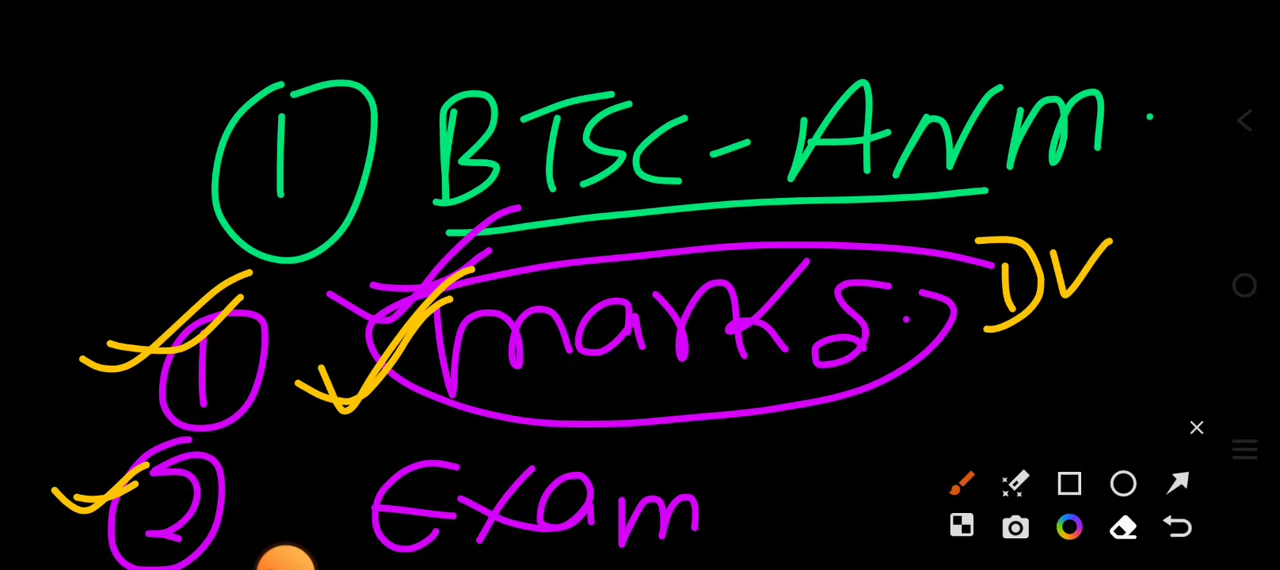 ① BTSC-ANM.
① marks. DV
② Exam